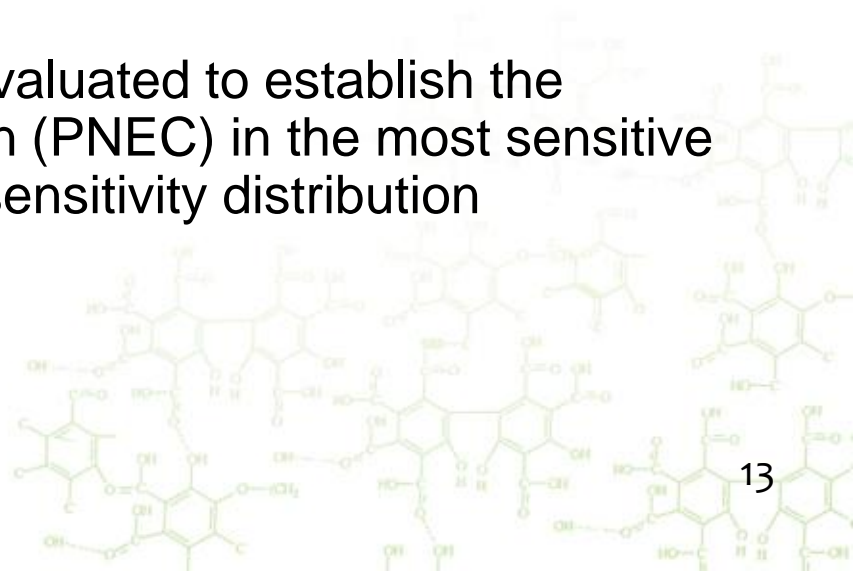 valuated to establish the
n (PNEC) in the most sensitive
sensitivity distribution
13